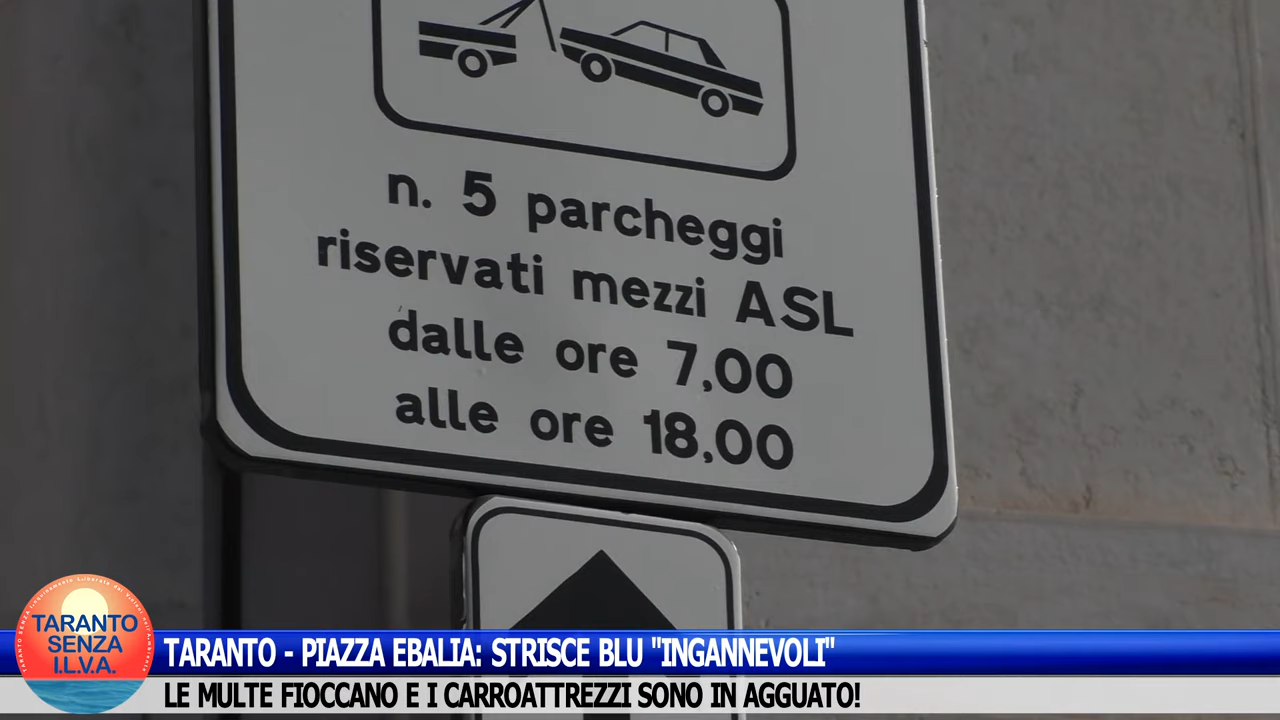 n. 5 parcheggi
riservati mezzi ASL
dalle ore 7,00
alle ore 18,00
TARANTO
SENZA
I.L.V.A.
TARANTO - PIAZZA EBALIA: STRISCE BLU "INGANNEVOLI"
LE MULTE FIOCCANO E I CARROATTREZZI SONO IN AGGUATO!